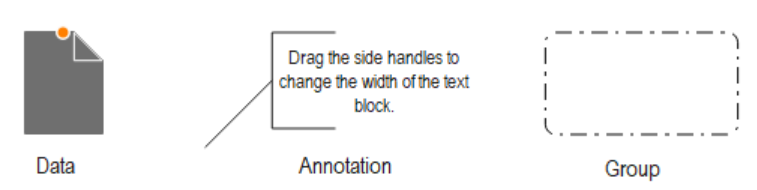 Drag the side handles to
change the width of the text
block.
Data
Annotation
Group